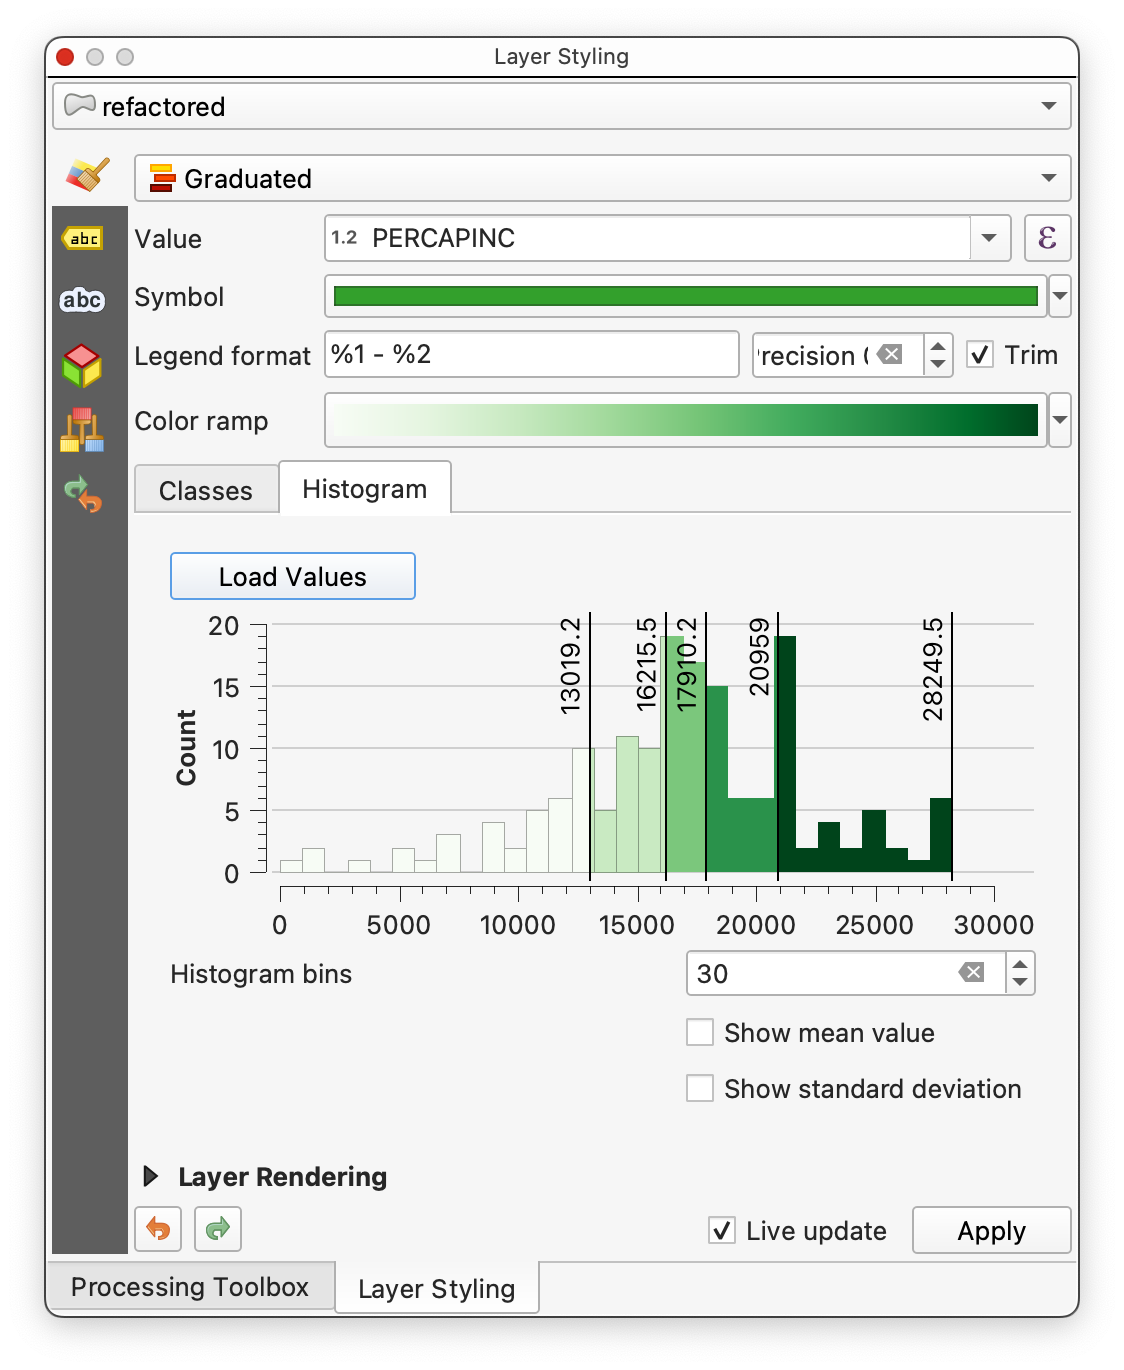 Layer Styling
refactored
Graduated
abc
Value
1.2 PERCAPINC
ε
abc
Symbol
Legend format
%1 - %2
recision
Trim
Color ramp
Classes
Histogram
Load Values
Count
20
15
10
5
0
13019.2
16215.5
17910.2
20959
28249.5
0 5000 10000 15000 20000 25000 30000
Histogram bins
30
Show mean value
Show standard deviation
Layer Rendering
Live update
Apply
Processing Toolbox
Layer Styling